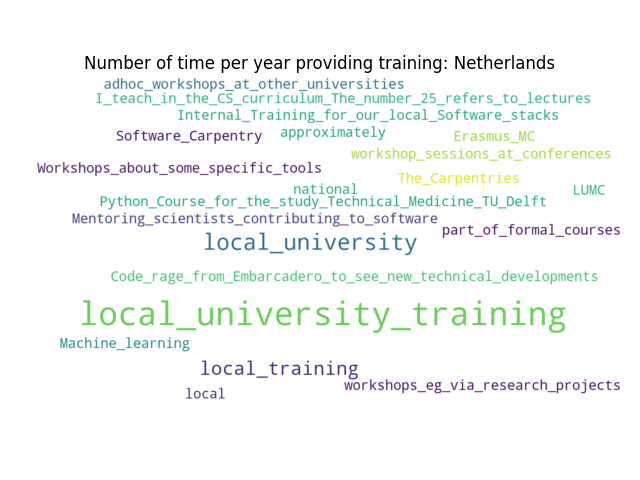 Number of time per year providing training: Netherlands
adhoc_workshops_at_other_universities
I_teach_in_the_CS_curriculum_The_number_25_refers_to_lectures
Internal_Training_for_our_local_Software_stacks
Software_Carpentry approximately Erasmus_MC
workshop_sessions_at_conferences
Workshops_about_some_specific_tools
The_Carpentries
national LUMC
Python_Course_for_the_study_Technical_Medicine_TU_Delft
Mentoring_scientists_contributing_to_software
part_of_formal_courses
local_university
Code_rage_from_Embarcadero_to_see_new_technical_developments
local_university_training
Machine_learning
local_training
workshops_eg_via_research_projects
local